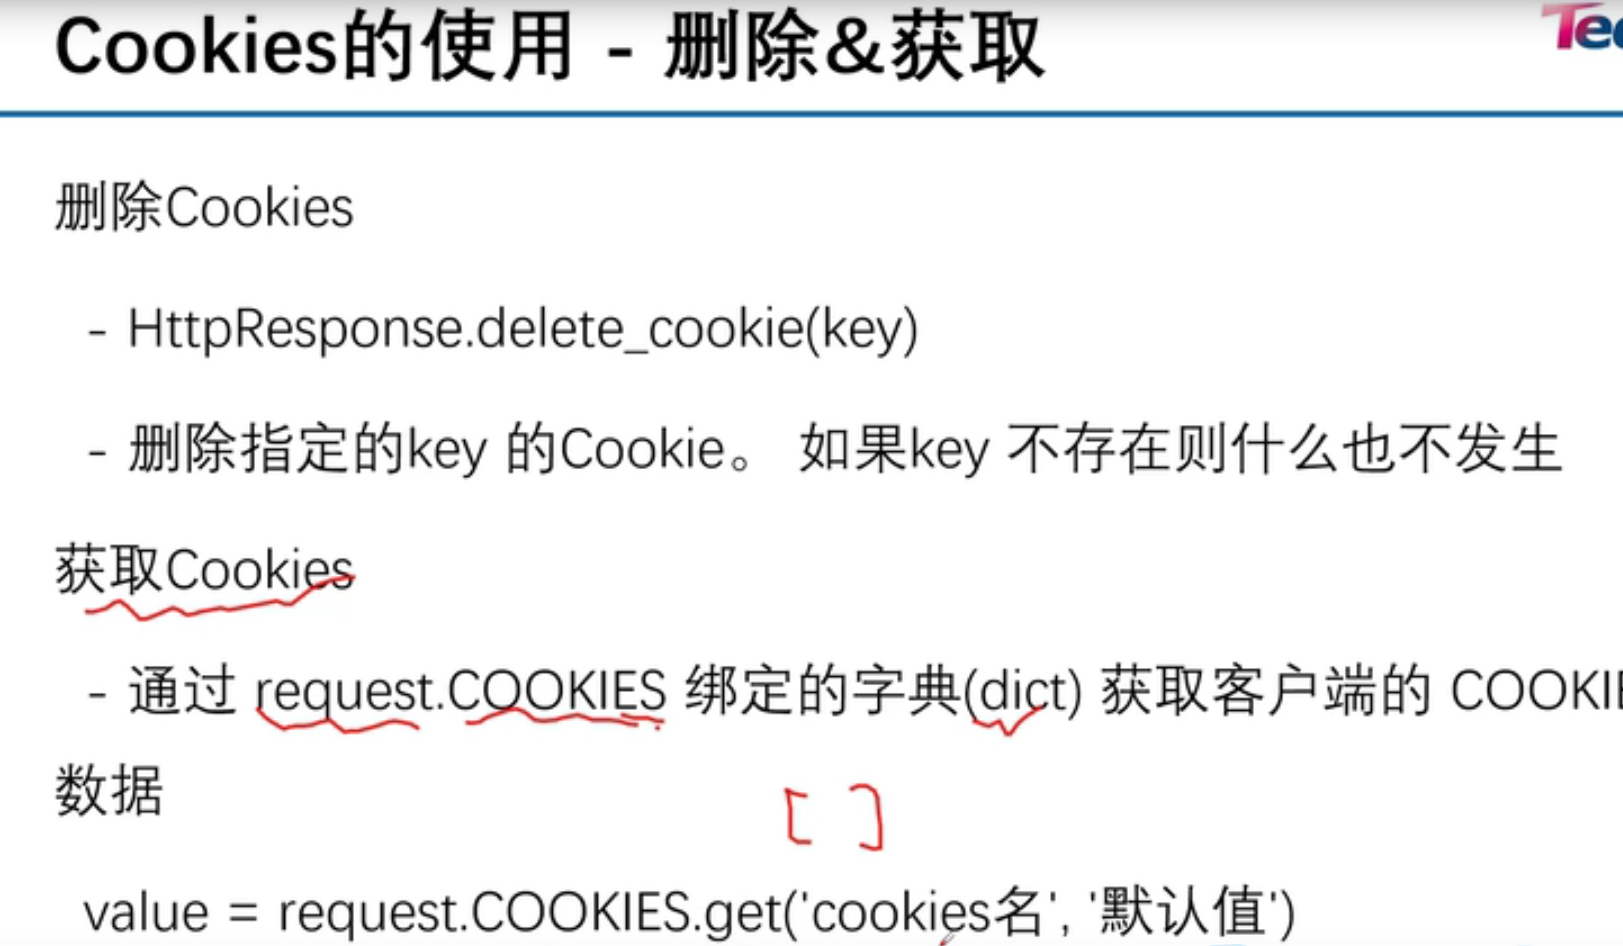 Cookies的使用 - 删除&获取
删除Cookies
- HttpResponse.delete_cookie(key)
- 删除指定的key 的Cookie。 如果key 不存在则什么也不发生
获取Cookies
- 通过 request.COOKIES 绑定的字典(dict) 获取客户端的
数据
[ ]
value = request.COOKIES.get('cookies名', '默认值')